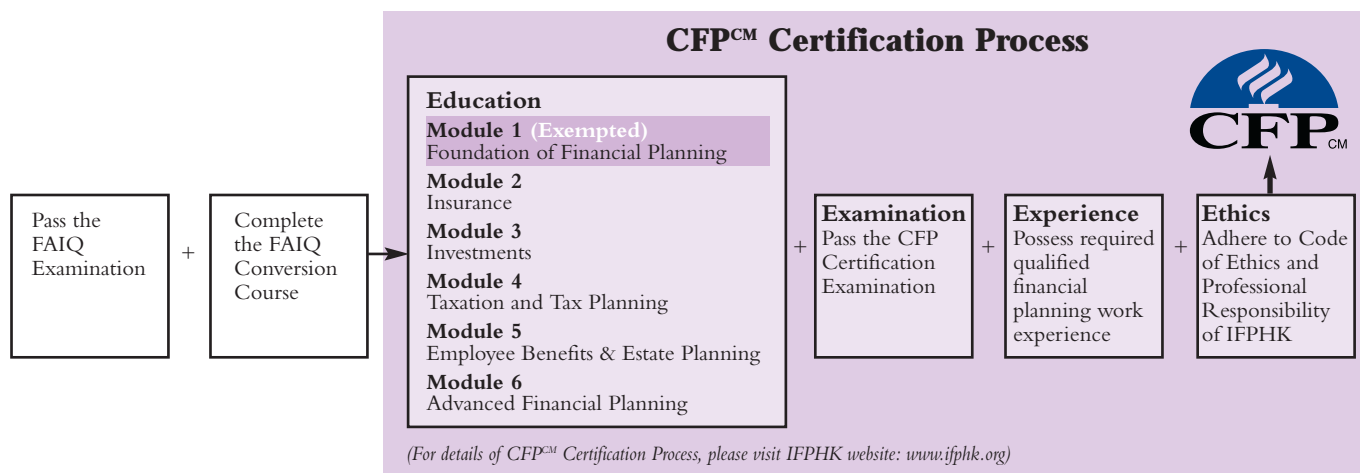 CFP℠ Certification Process
Pass the
FAIQ
Examination
+
Complete
the FAIQ
Conversion
Course
Education
Module 1 (Exempted)
Foundation of Financial Planning
Module 2
Insurance
Module 3
Investments
Module 4
Taxation and Tax Planning
Module 5
Employee Benefits & Estate Planning
Module 6
Advanced Financial Planning
+
Examination
Pass the CFP
Certification
Examination
+
Experience
Possess required
qualified
financial
planning work
experience
+
Ethics
Adhere to Code
of Ethics and
Professional
Responsibility
of IFPHK
CFP CM
(For details of CFPCM Certification Process, please visit IFPHK website: www.ifphk.org)